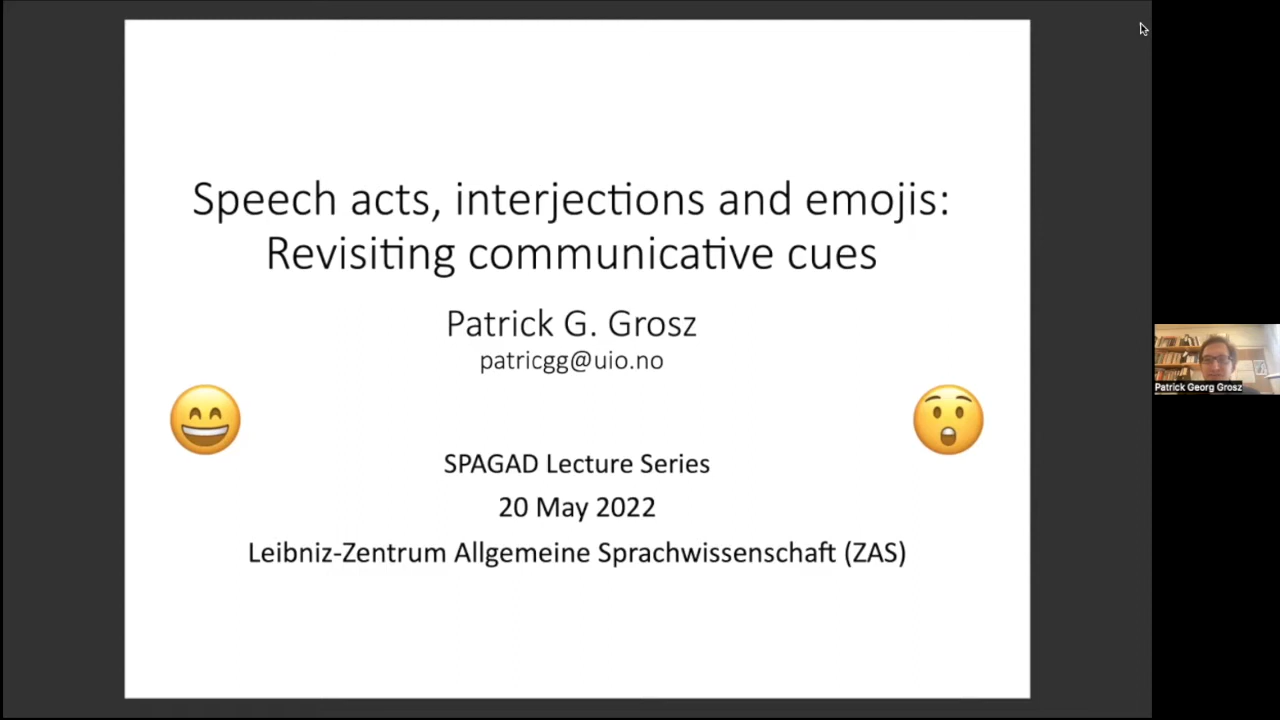 Speech acts, interjections and emojis:
Revisiting communicative cues
Patrick G. Grosz
patricgg@uio.no
SPAGAD Lecture Series
20 May 2022
Leibniz-Zentrum Allgemeine Sprachwissenschaft (ZAS)
Patrick Georg Grosz